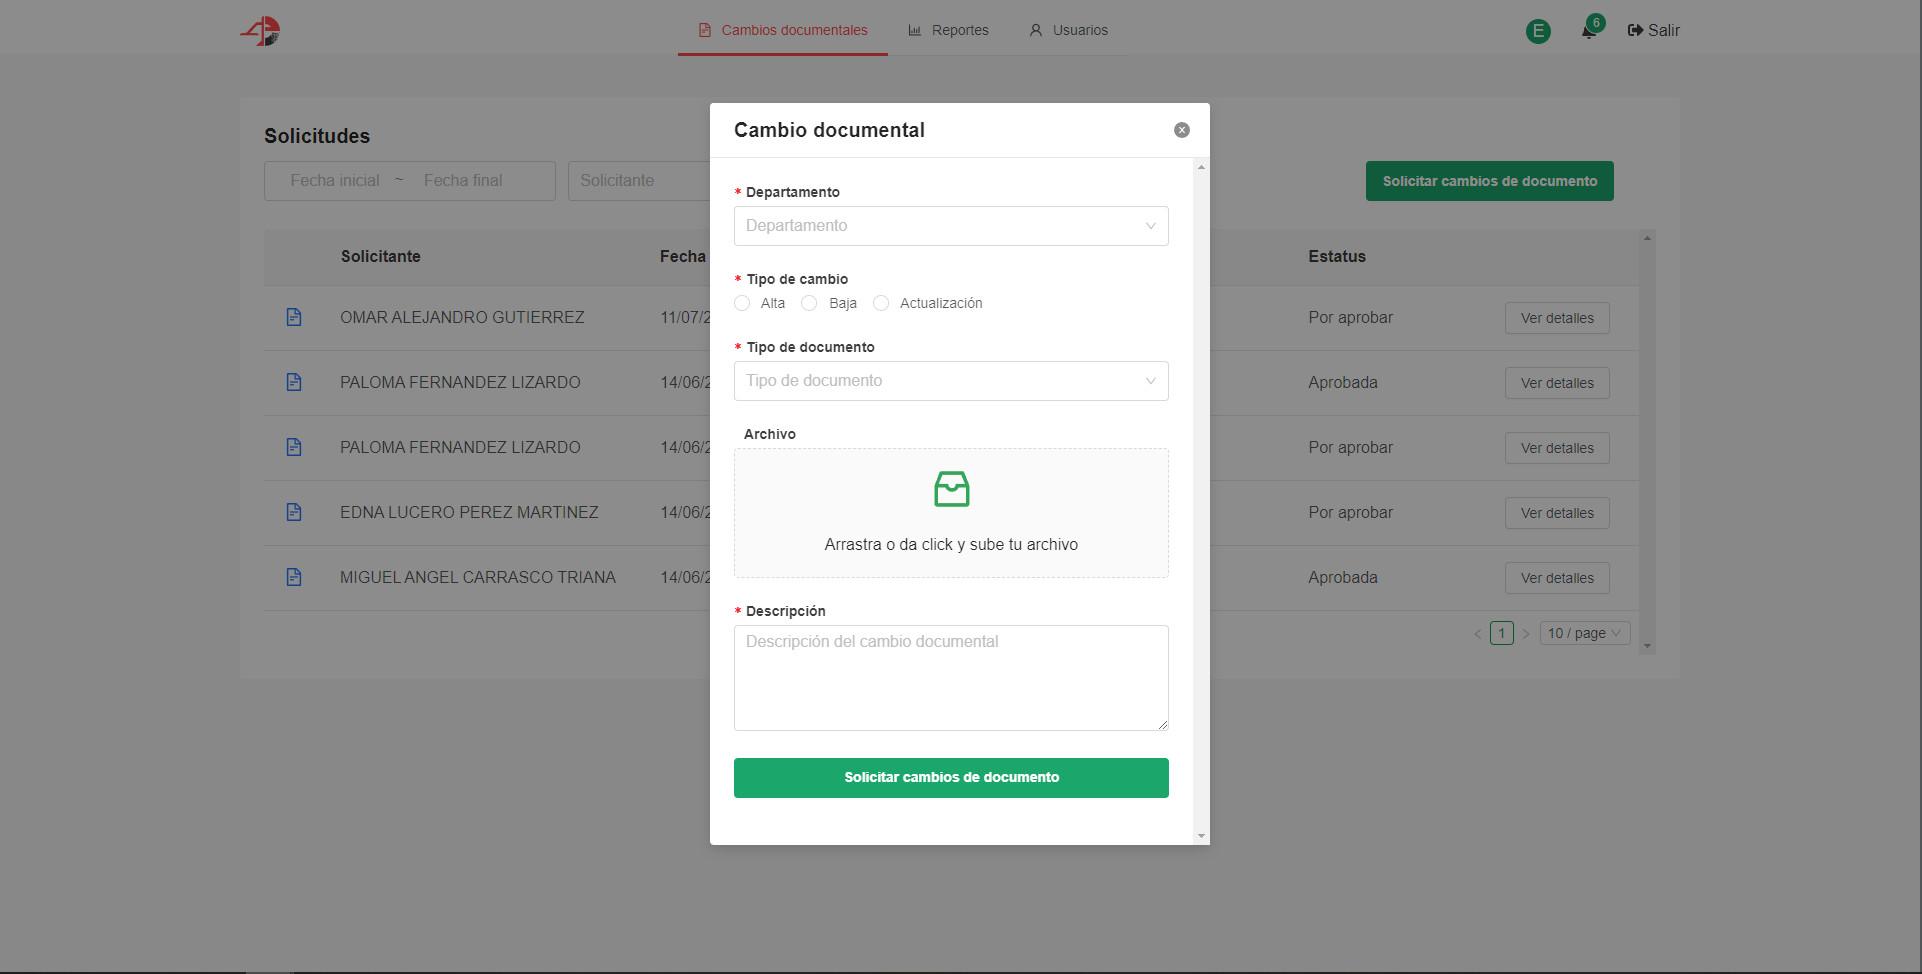 Cambios documentales
Reportes
Usuarios
E
6
Salir
Solicitudes
Fecha inicial ~ Fecha final
Solicitante
Solicitar cambios de documento
Solicitante
Fecha
Estatus
OMAR ALEJANDRO GUTIERREZ
11/07/2
Por aprobar
Ver detalles
PALOMA FERNANDEZ LIZARDO
14/06/2
Aprobada
Ver detalles
PALOMA FERNANDEZ LIZARDO
14/06/2
Por aprobar
Ver detalles
EDNA LUCERO PEREZ MARTINEZ
14/06/2
Por aprobar
Ver detalles
MIGUEL ANGEL CARRASCO TRIANA
14/06/2
Aprobada
Ver detalles
< 1 > 10 / page
Cambio documental
* Departamento
Departamento
* Tipo de cambio
Alta Baja Actualización
* Tipo de documento
Tipo de documento
Archivo
Arrastra o da click y sube tu archivo
* Descripción
Descripción del cambio documental
Solicitar cambios de documento